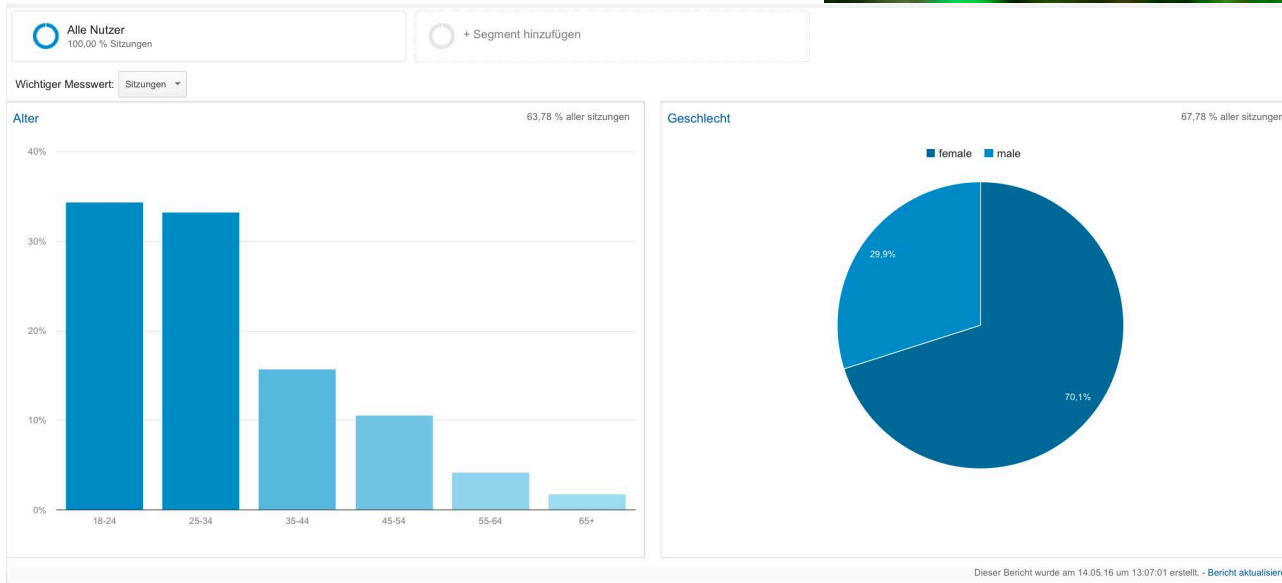 Alle Nutzer
100,00 % Sitzungen
+ Segment hinzufügen
Wichtiger Messwert: Sitzungen
Alter
63,78 % aller sitzungen
40%
30%
20%
10%
0%
18-24 25-34 35-44 45-54 55-64 65+
Geschlecht
67,78 % aller sitzungen
female male
29,9%
70,1%
Dieser Bericht wurde am 14.05.16 um 13:07:01 erstellt. - Bericht aktualisiere